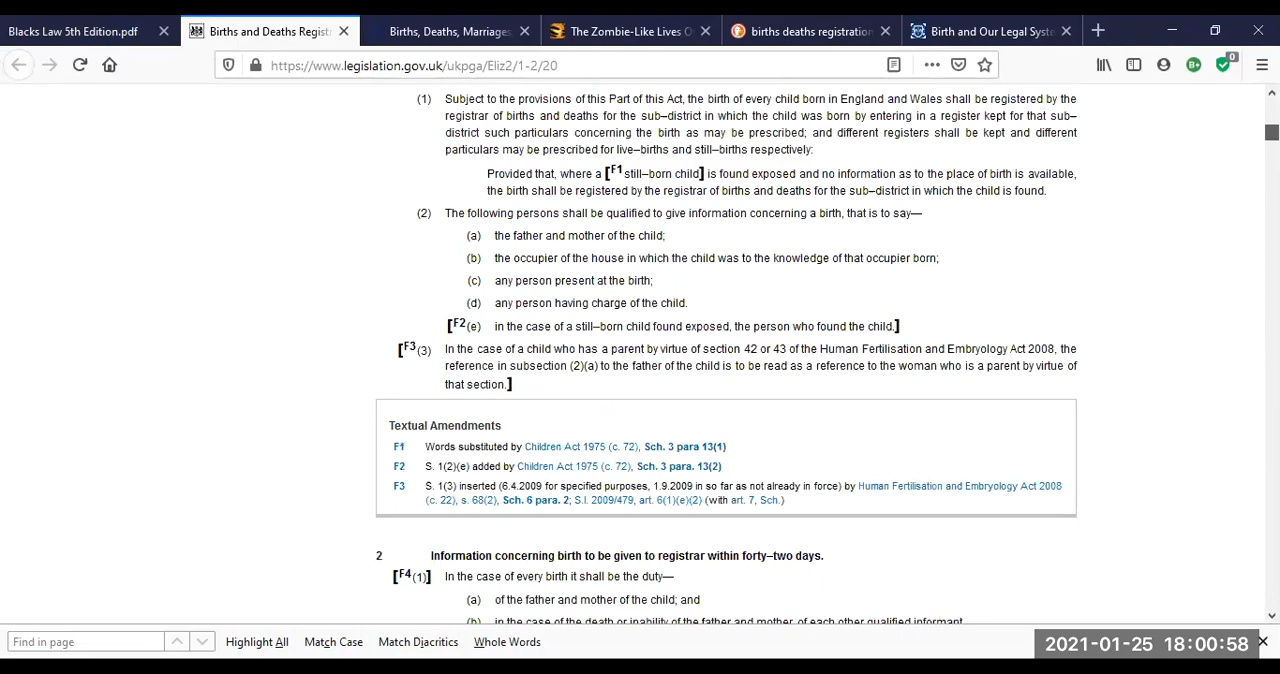 Blacks Law 5th Edition.pdf
Births and Deaths Registr
Births, Deaths, Marriages,
The Zombie-Like Lives O
births deaths registration
Birth and Our Legal Syste
https://www.legislation.gov.uk/ukpga/Eliz2/1-2/20
(1) Subject to the provisions of this Part of this Act, the birth of every child born in England and Wales shall be registered by the
registrar of births and deaths for the sub–district in which the child was born by entering in a register kept for that sub–
district such particulars concerning the birth as may be prescribed; and different registers shall be kept and different
particulars may be prescribed for live–births and still–births respectively:
Provided that, where a [F1 still–born child] is found exposed and no information as to the place of birth is available,
the birth shall be registered by the registrar of births and deaths for the sub–district in which the child is found.
(2) The following persons shall be qualified to give information concerning a birth, that is to say—
(a) the father and mother of the child;
(b) the occupier of the house in which the child was to the knowledge of that occupier born;
(c) any person present at the birth;
(d) any person having charge of the child.
[F2(e) in the case of a still–born child found exposed, the person who found the child.]
[F3(3) In the case of a child who has a parent by virtue of section 42 or 43 of the Human Fertilisation and Embryology Act 2008, the
reference in subsection (2)(a) to the father of the child is to be read as a reference to the woman who is a parent by virtue of
that section.]
Textual Amendments
F1 Words substituted by Children Act 1975 (c. 72), Sch. 3 para 13(1)
F2 S. 1(2)(e) added by Children Act 1975 (c. 72), Sch. 3 para. 13(2)
F3 S. 1(3) inserted (6.4.2009 for specified purposes, 1.9.2009 in so far as not already in force) by Human Fertilisation and Embryology Act 2008
(c. 22), s. 68(2), Sch. 6 para. 2; S.I. 2009/479, art. 6(1)(e)(2) (with art. 7, Sch.)
2 Information concerning birth to be given to registrar within forty–two days.
[F4(1)] In the case of every birth it shall be the duty—
(a) of the father and mother of the child; and
(b) in the case of the death or inability of the father and mother, of each other qualified informant
Find in page
Highlight All
Match Case
Match Diacritics
Whole Words
2021-01-25 18:00:58